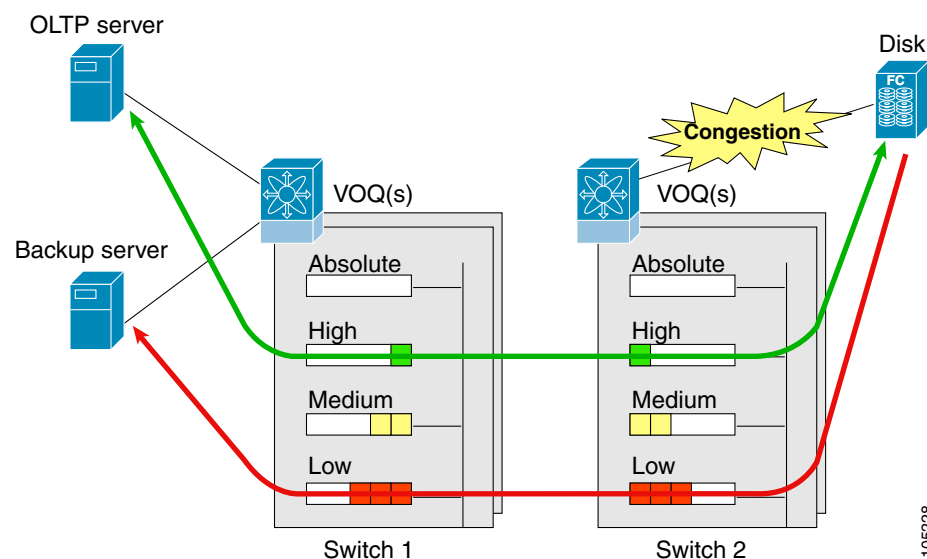 OLTP server
Disk
FC
Congestion
VOQ(s)
VOQ(s)
Backup server
Absolute
Absolute
High
High
Medium
Medium
Low
Low
Switch 1
Switch 2
105228